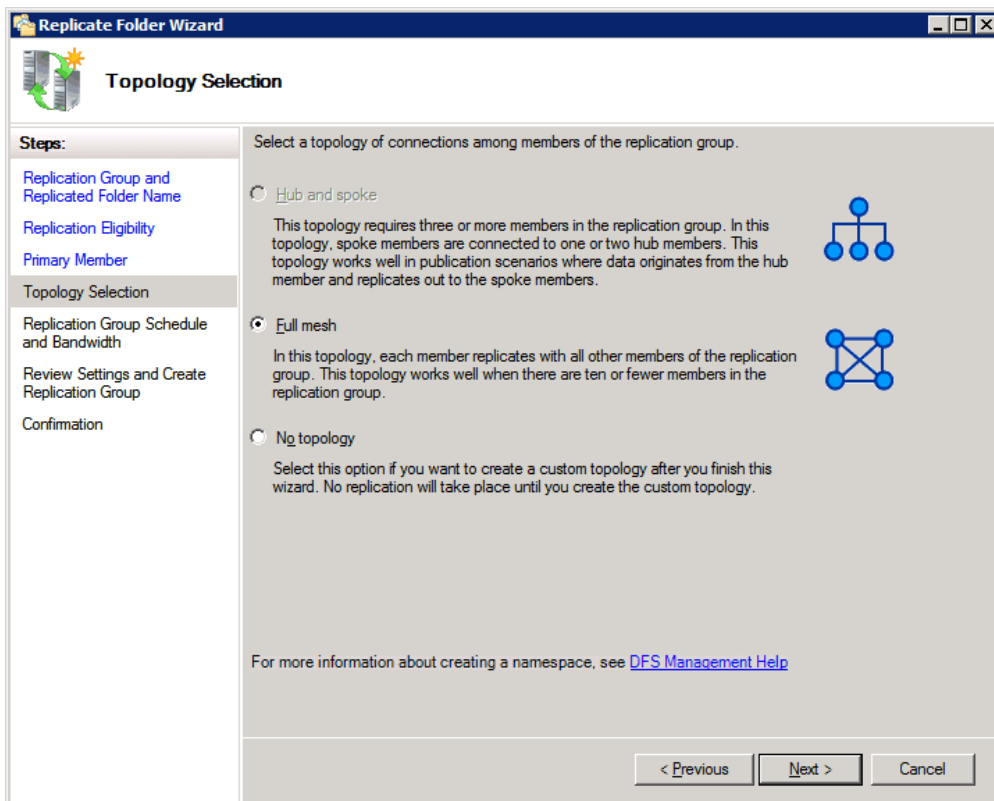 Replicate Folder Wizard
Topology Selection
Steps:
Replication Group and
Replicated Folder Name
Replication Eligibility
Primary Member
Topology Selection
Replication Group Schedule
and Bandwidth
Review Settings and Create
Replication Group
Confirmation
Select a topology of connections among members of the replication group.
Hub and spoke
This topology requires three or more members in the replication group. In this
topology, spoke members are connected to one or two hub members. This
topology works well in publication scenarios where data originates from the hub
member and replicates out to the spoke members.
Full mesh
In this topology, each member replicates with all other members of the replication
group. This topology works well when there are ten or fewer members in the
replication group.
No topology
Select this option if you want to create a custom topology after you finish this
wizard. No replication will take place until you create the custom topology.
For more information about creating a namespace, see DFS Management Help
< Previous
Next >
Cancel